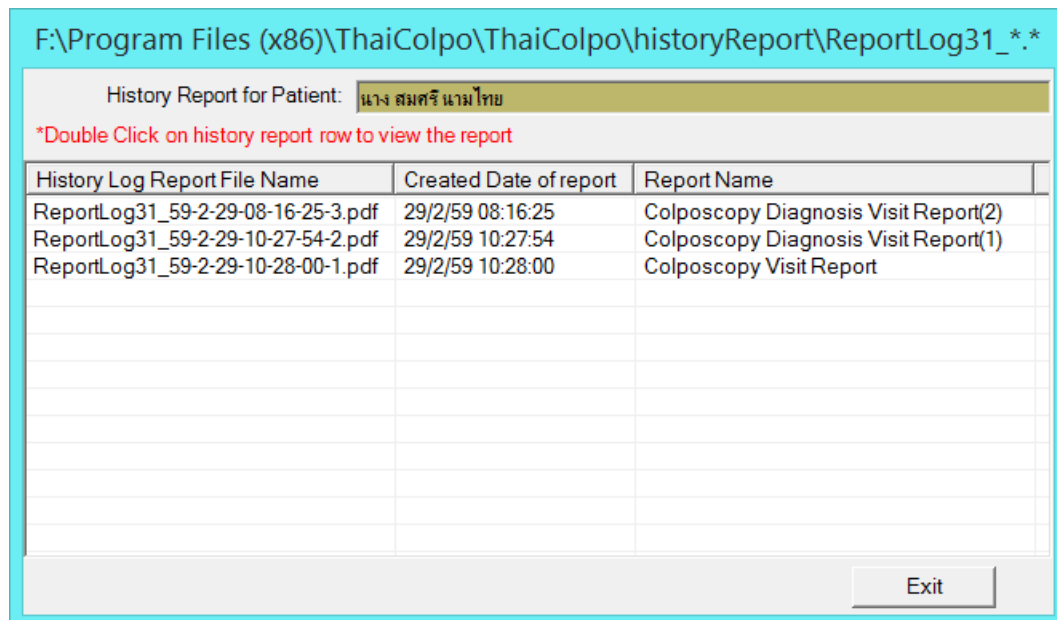 F:\Program Files (x86)\ThaiColpo\ThaiColpo\historyReport\ReportLog31_*.*
History Report for Patient: นาง สมศรี นามไทย
*Double Click on history report row to view the report
History Log Report File Name Created Date of report Report Name
ReportLog31_59-2-29-08-16-25-3.pdf 29/2/59 08:16:25 Colposcopy Diagnosis Visit Report(2)
ReportLog31_59-2-29-10-27-54-2.pdf 29/2/59 10:27:54 Colposcopy Diagnosis Visit Report(1)
ReportLog31_59-2-29-10-28-00-1.pdf 29/2/59 10:28:00 Colposcopy Visit Report
Exit